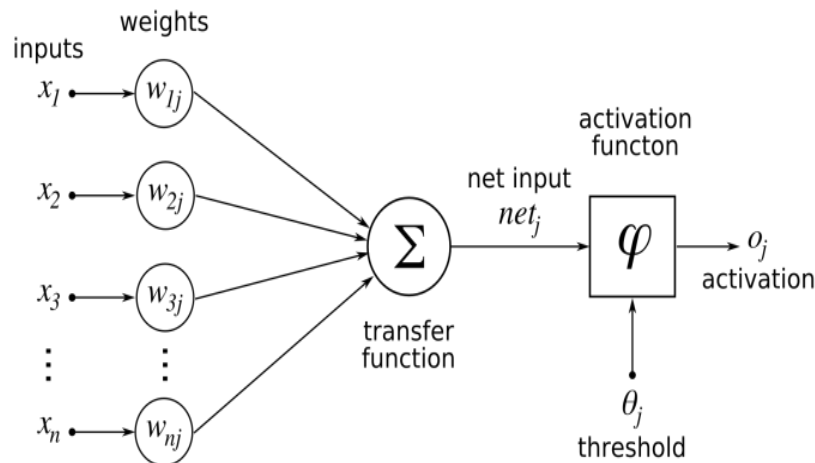 weights
inputs
x1
w1j
x2
w2j
x3
w3j
⋮
⋮
xn
wnj
Σ
transfer
function
net input
netj
activation
functon
φ
oj
activation
θj
threshold